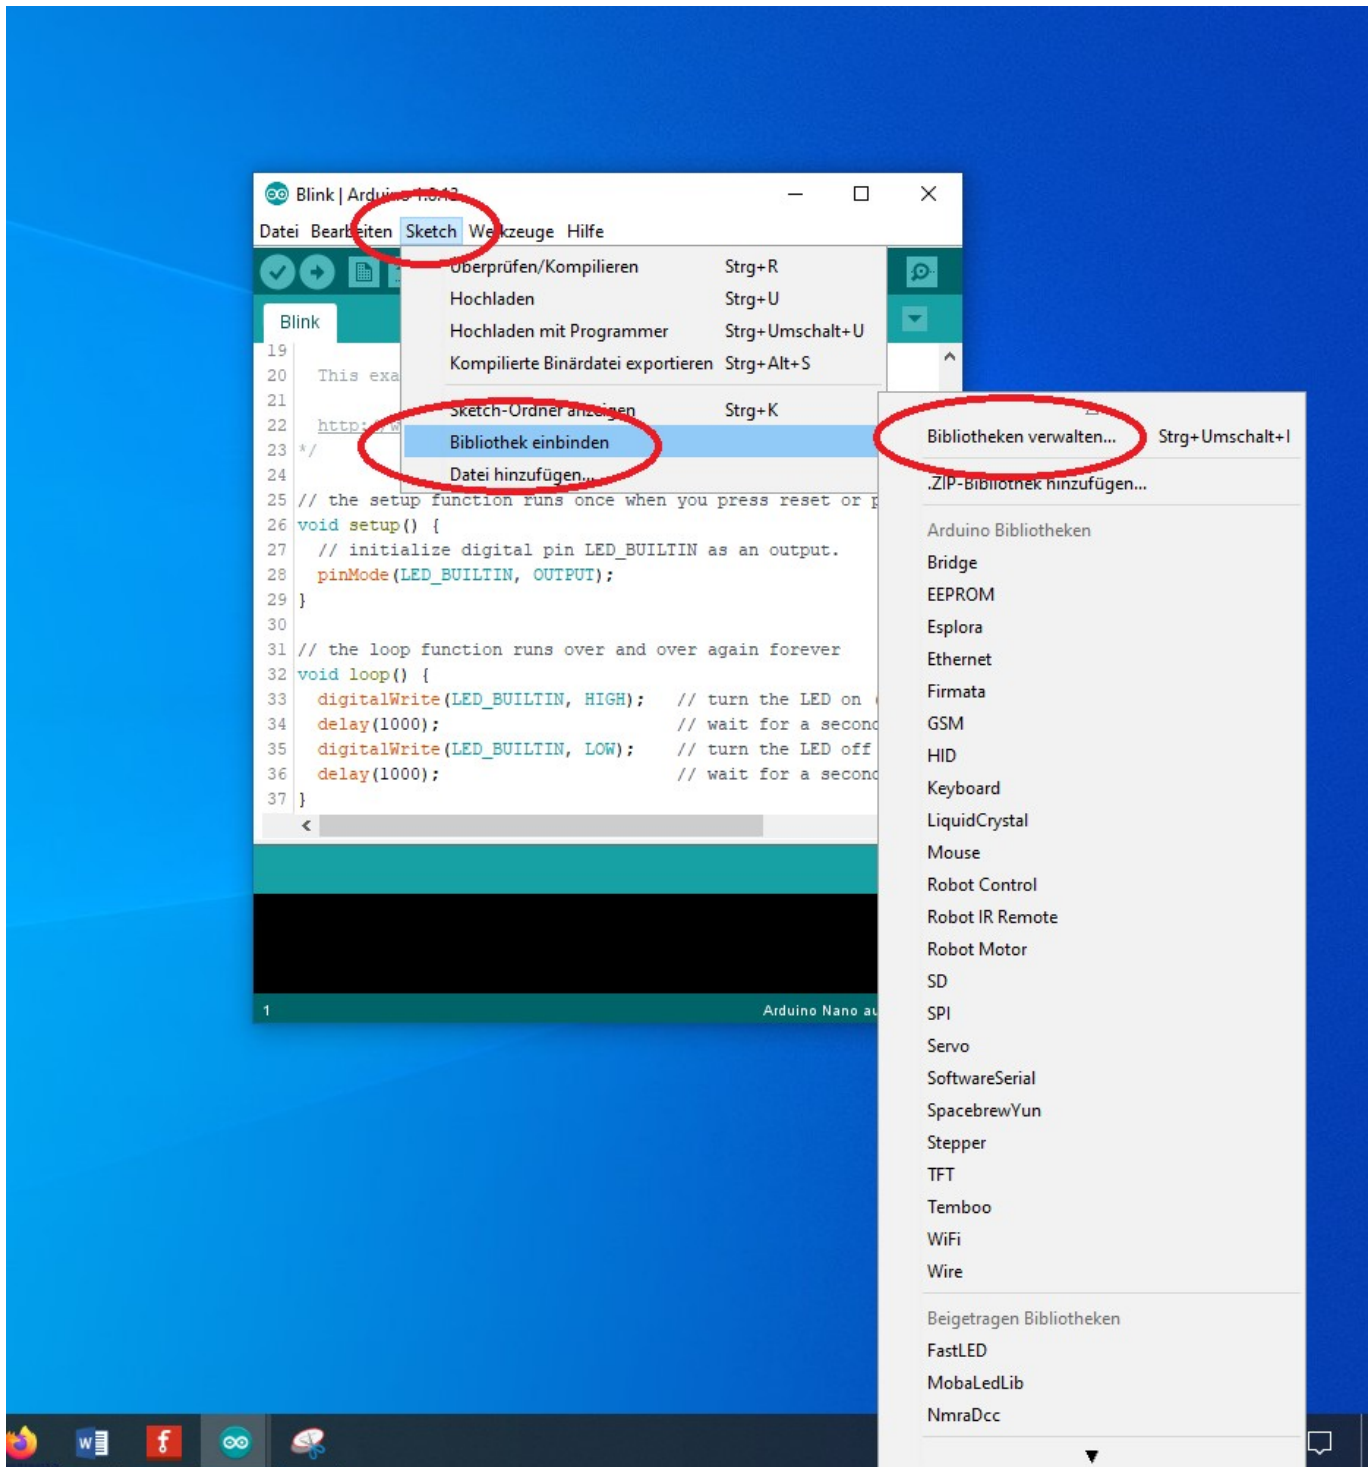 Blink | Arduino 1.8.13
Datei Bearbeiten Sketch Werkzeuge Hilfe
Überprüfen/Kompilieren Strg+R
Hochladen Strg+U
Hochladen mit Programmer Strg+Umschalt+U
Kompilierte Binärdatei exportieren Strg+Alt+S
Sketch-Ordner anzeigen Strg+K
Bibliothek einbinden
Datei hinzufügen...
Bibliotheken verwalten... Strg+Umschalt+I
.ZIP-Bibliothek hinzufügen...
Arduino Bibliotheken
Bridge
EEPROM
Esplora
Ethernet
Firmata
GSM
HID
Keyboard
LiquidCrystal
Mouse
Robot Control
Robot IR Remote
Robot Motor
SD
SPI
Servo
SoftwareSerial
SpacebrewYun
Stepper
TFT
Temboo
WiFi
Wire
Beigetragen Bibliotheken
FastLED
MobaLedLib
NmraDcc
Blink
19
20 This exa
21
22 http://w
23 */
24
25 // the setup function runs once when you press reset or p
26 void setup() {
27 // initialize digital pin LED_BUILTIN as an output.
28 pinMode(LED_BUILTIN, OUTPUT);
29 }
30
31 // the loop function runs over and over again forever
32 void loop() {
33 digitalWrite(LED_BUILTIN, HIGH); // turn the LED on (
34 delay(1000); // wait for a second
35 digitalWrite(LED_BUILTIN, LOW); // turn the LED off
36 delay(1000); // wait for a second
37 }
1 Arduino Nano au